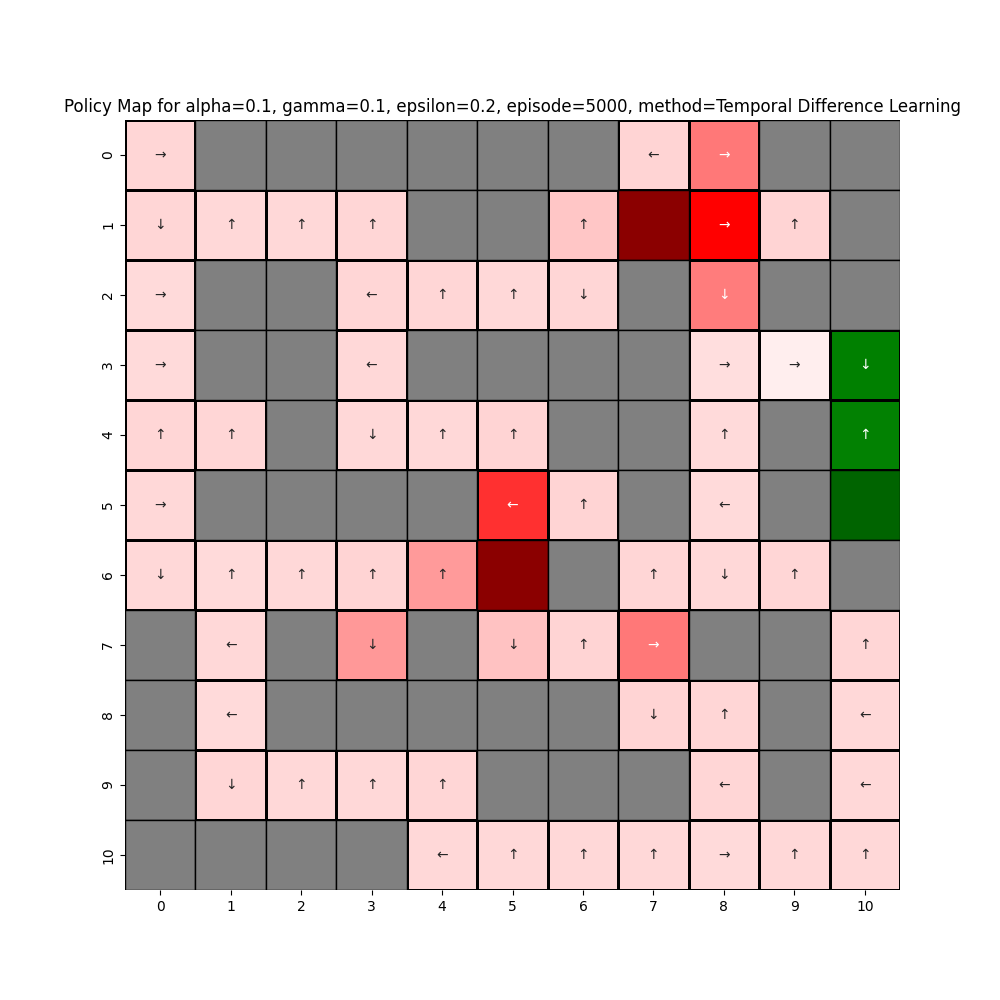 Policy Map for alpha=0.1, gamma=0.1, epsilon=0.2, episode=5000, method=Temporal Difference Learning
0 → ← →
1 ↓ ↑ ↑ ↑ ↑ → ↑
2 → ← ↑ ↑ ↓ ↓
3 → ← → → ↓
4 ↑ ↑ ↓ ↑ ↑ ↑ ↑
5 → ← ↑ ←
6 ↓ ↑ ↑ ↑ ↑ ↑ ↓ ↑
7 ← ↓ ↓ ↑ → ↑
8 ← ↓ ↑ ←
9 ↓ ↑ ↑ ↑ ← ←
10 ← ↑ ↑ ↑ → ↑ ↑
0 1 2 3 4 5 6 7 8 9 10